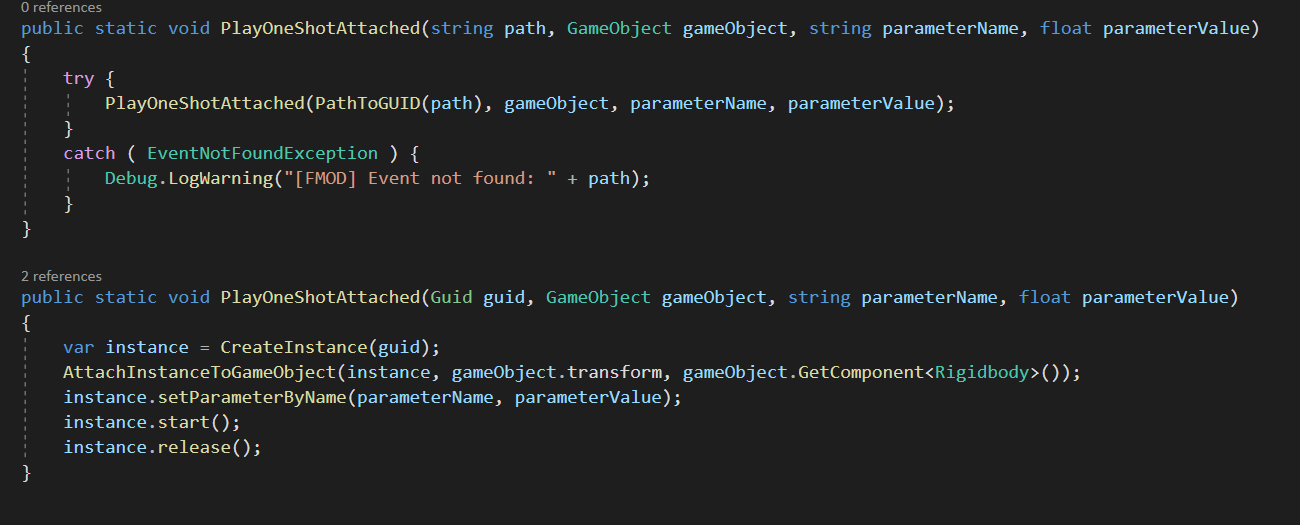 0 references
public static void PlayOneShotAttached(string path, GameObject gameObject, string parameterName, float parameterValue)
{
try {
PlayOneShotAttached(PathToGUID(path), gameObject, parameterName, parameterValue);
}
catch ( EventNotFoundException ) {
Debug.LogWarning("[FMOD] Event not found: " + path);
}
}
2 references
public static void PlayOneShotAttached(Guid guid, GameObject gameObject, string parameterName, float parameterValue)
{
var instance = CreateInstance(guid);
AttachInstanceToGameObject(instance, gameObject.transform, gameObject.GetComponent<Rigidbody>());
instance.setParameterByName(parameterName, parameterValue);
instance.start();
instance.release();
}